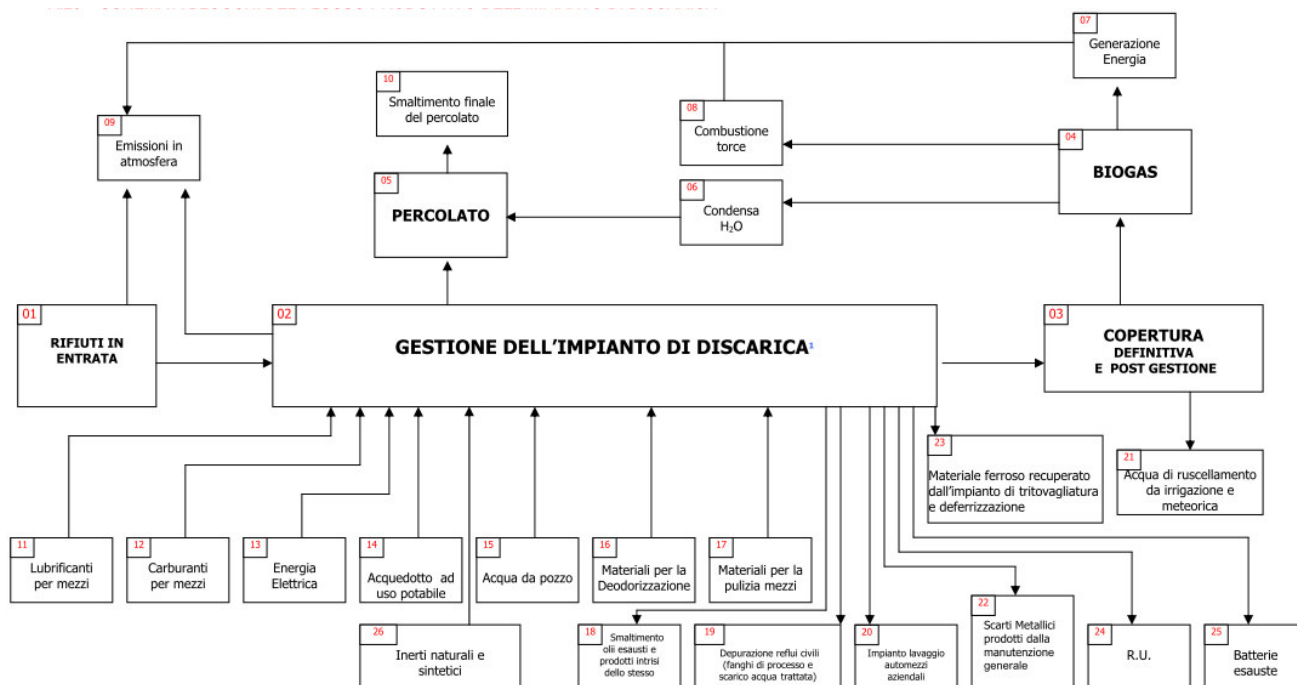 07
Generazione
Energia
10
Smaltimento finale
del percolato
08
Combustione
torce
09
Emissioni in
atmosfera
04
BIOGAS
05
PERCOLATO
06
Condensa
H₂O
01
RIFIUTI IN
ENTRATA
02
GESTIONE DELL'IMPIANTO DI DISCARICA¹
03
COPERTURA
DEFINITIVA
E POST GESTIONE
23
Materiale ferroso recuperato
dall'impianto di tritovagliatura
e deferrizzazione
21
Acqua di ruscellamento
da irrigazione e
meteorica
11
Lubrificanti
per mezzi
12
Carburanti
per mezzi
13
Energia
Elettrica
14
Acquedotto ad
uso potabile
15
Acqua da pozzo
16
Materiali per la
Deodorizzazione
17
Materiali per la
pulizia mezzi
26
Inerti naturali e
sintetici
18
Smaltimento
olii esausti e
prodotti intrisi
dello stesso
19
Depurazione reflui civili
(fanghi di processo e
scarico acqua trattata)
20
Impianto lavaggio
automezzi
aziendali
22
Scarti Metallici
prodotti dalla
manutenzione
generale
24
R.U.
25
Batterie
esauste